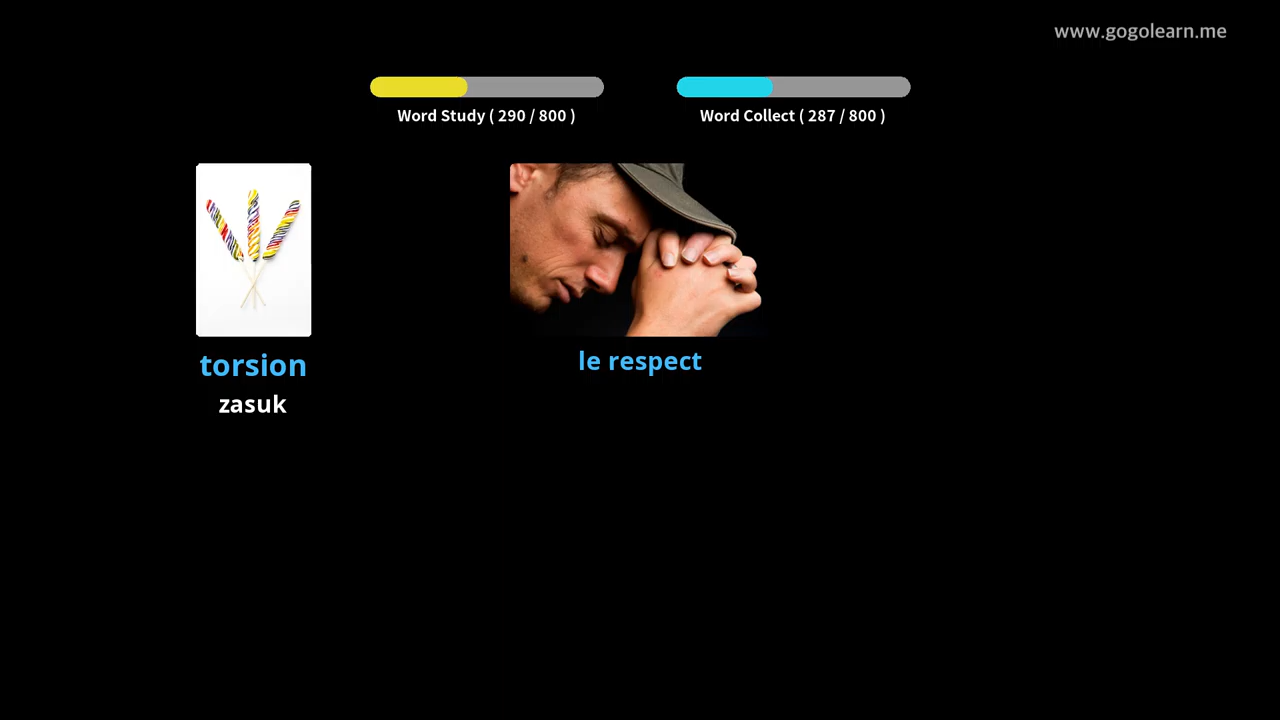 www.gogolearn.me
Word Study ( 290 / 800 )
Word Collect ( 287 / 800 )
torsion
zasuk
le respect